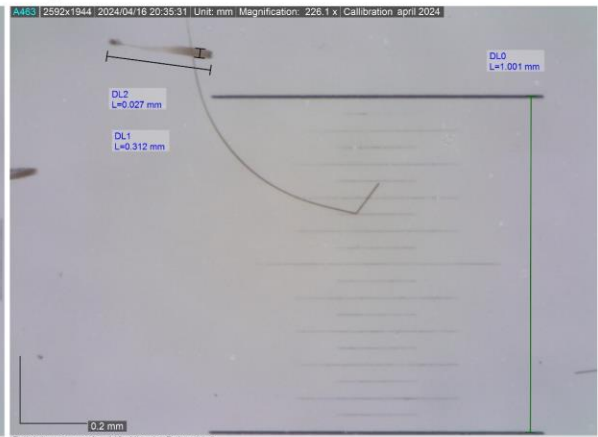 A463 2592x1944 2024/04/16 20:35:31 Unit: mm Magnification: 226.1 x Callibration april 2024
DL0
L=1.001 mm
DL2
L=0.027 mm
DL1
L=0.312 mm
0.2 mm